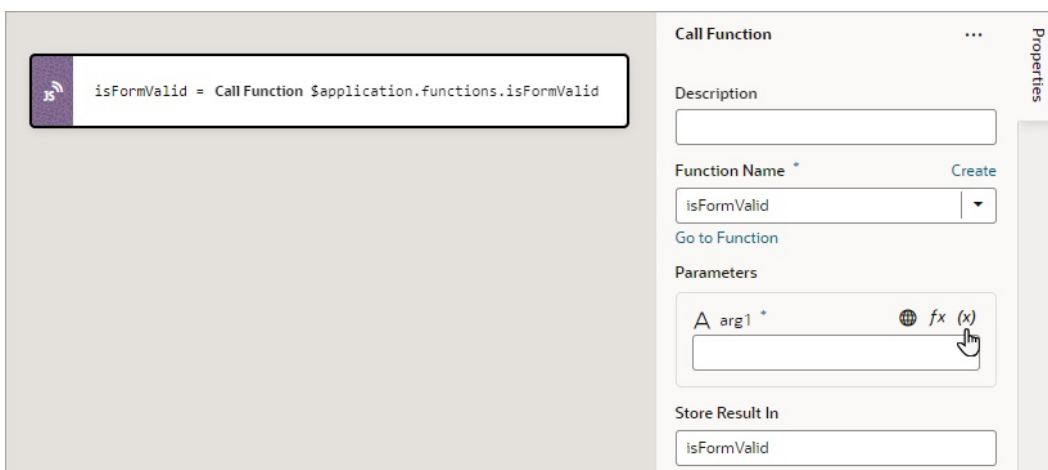 Call Function
...
Properties
JS
isFormValid = Call Function $application.functions.isFormValid
Description
Function Name * Create
isFormValid
Go to Function
Parameters
A arg1 * fx (x)
Store Result In
isFormValid